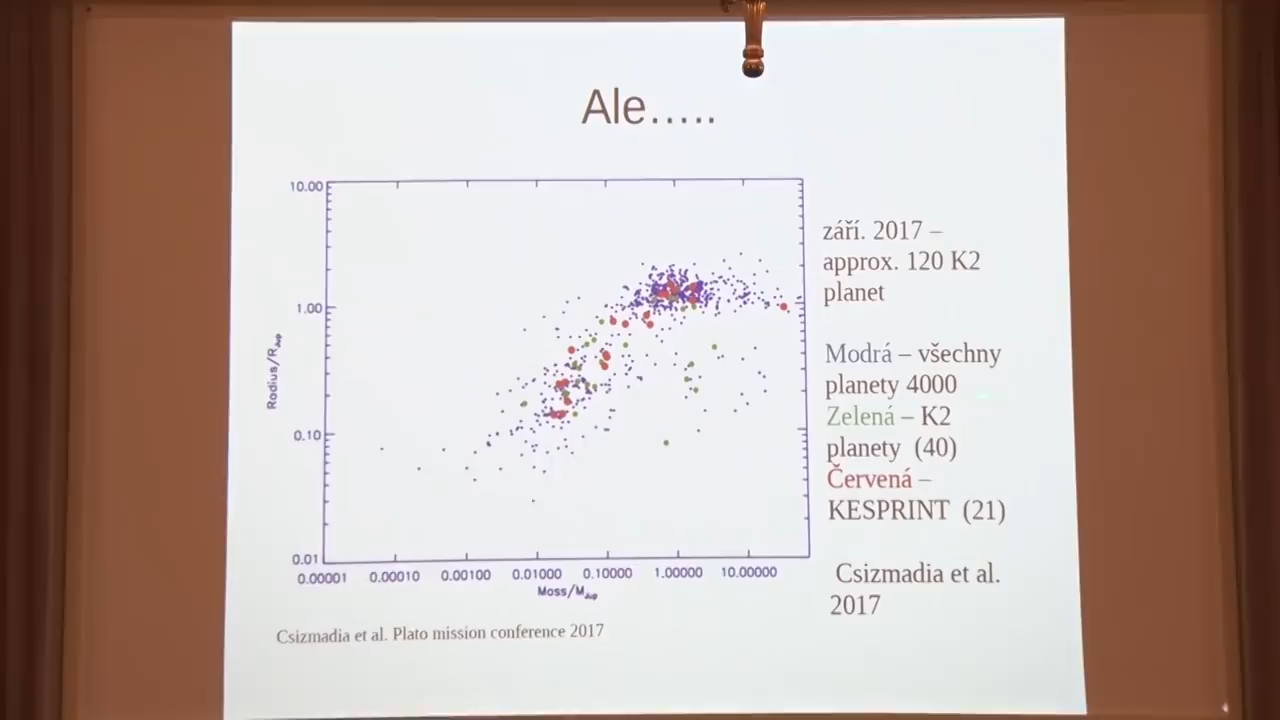 Ale…..
10.00
1.00
0.10
0.01
Radius/RJup
0.00001 0.00010 0.00100 0.01000 0.10000 1.00000 10.00000
Mass/MJup
září. 2017 –
approx. 120 K2
planet
Modrá – všechny
planety 4000
Zelená – K2
planety (40)
Červená –
KESPRINT (21)
Csizmadia et al.
2017
Csizmadia et al. Plato mission conference 2017